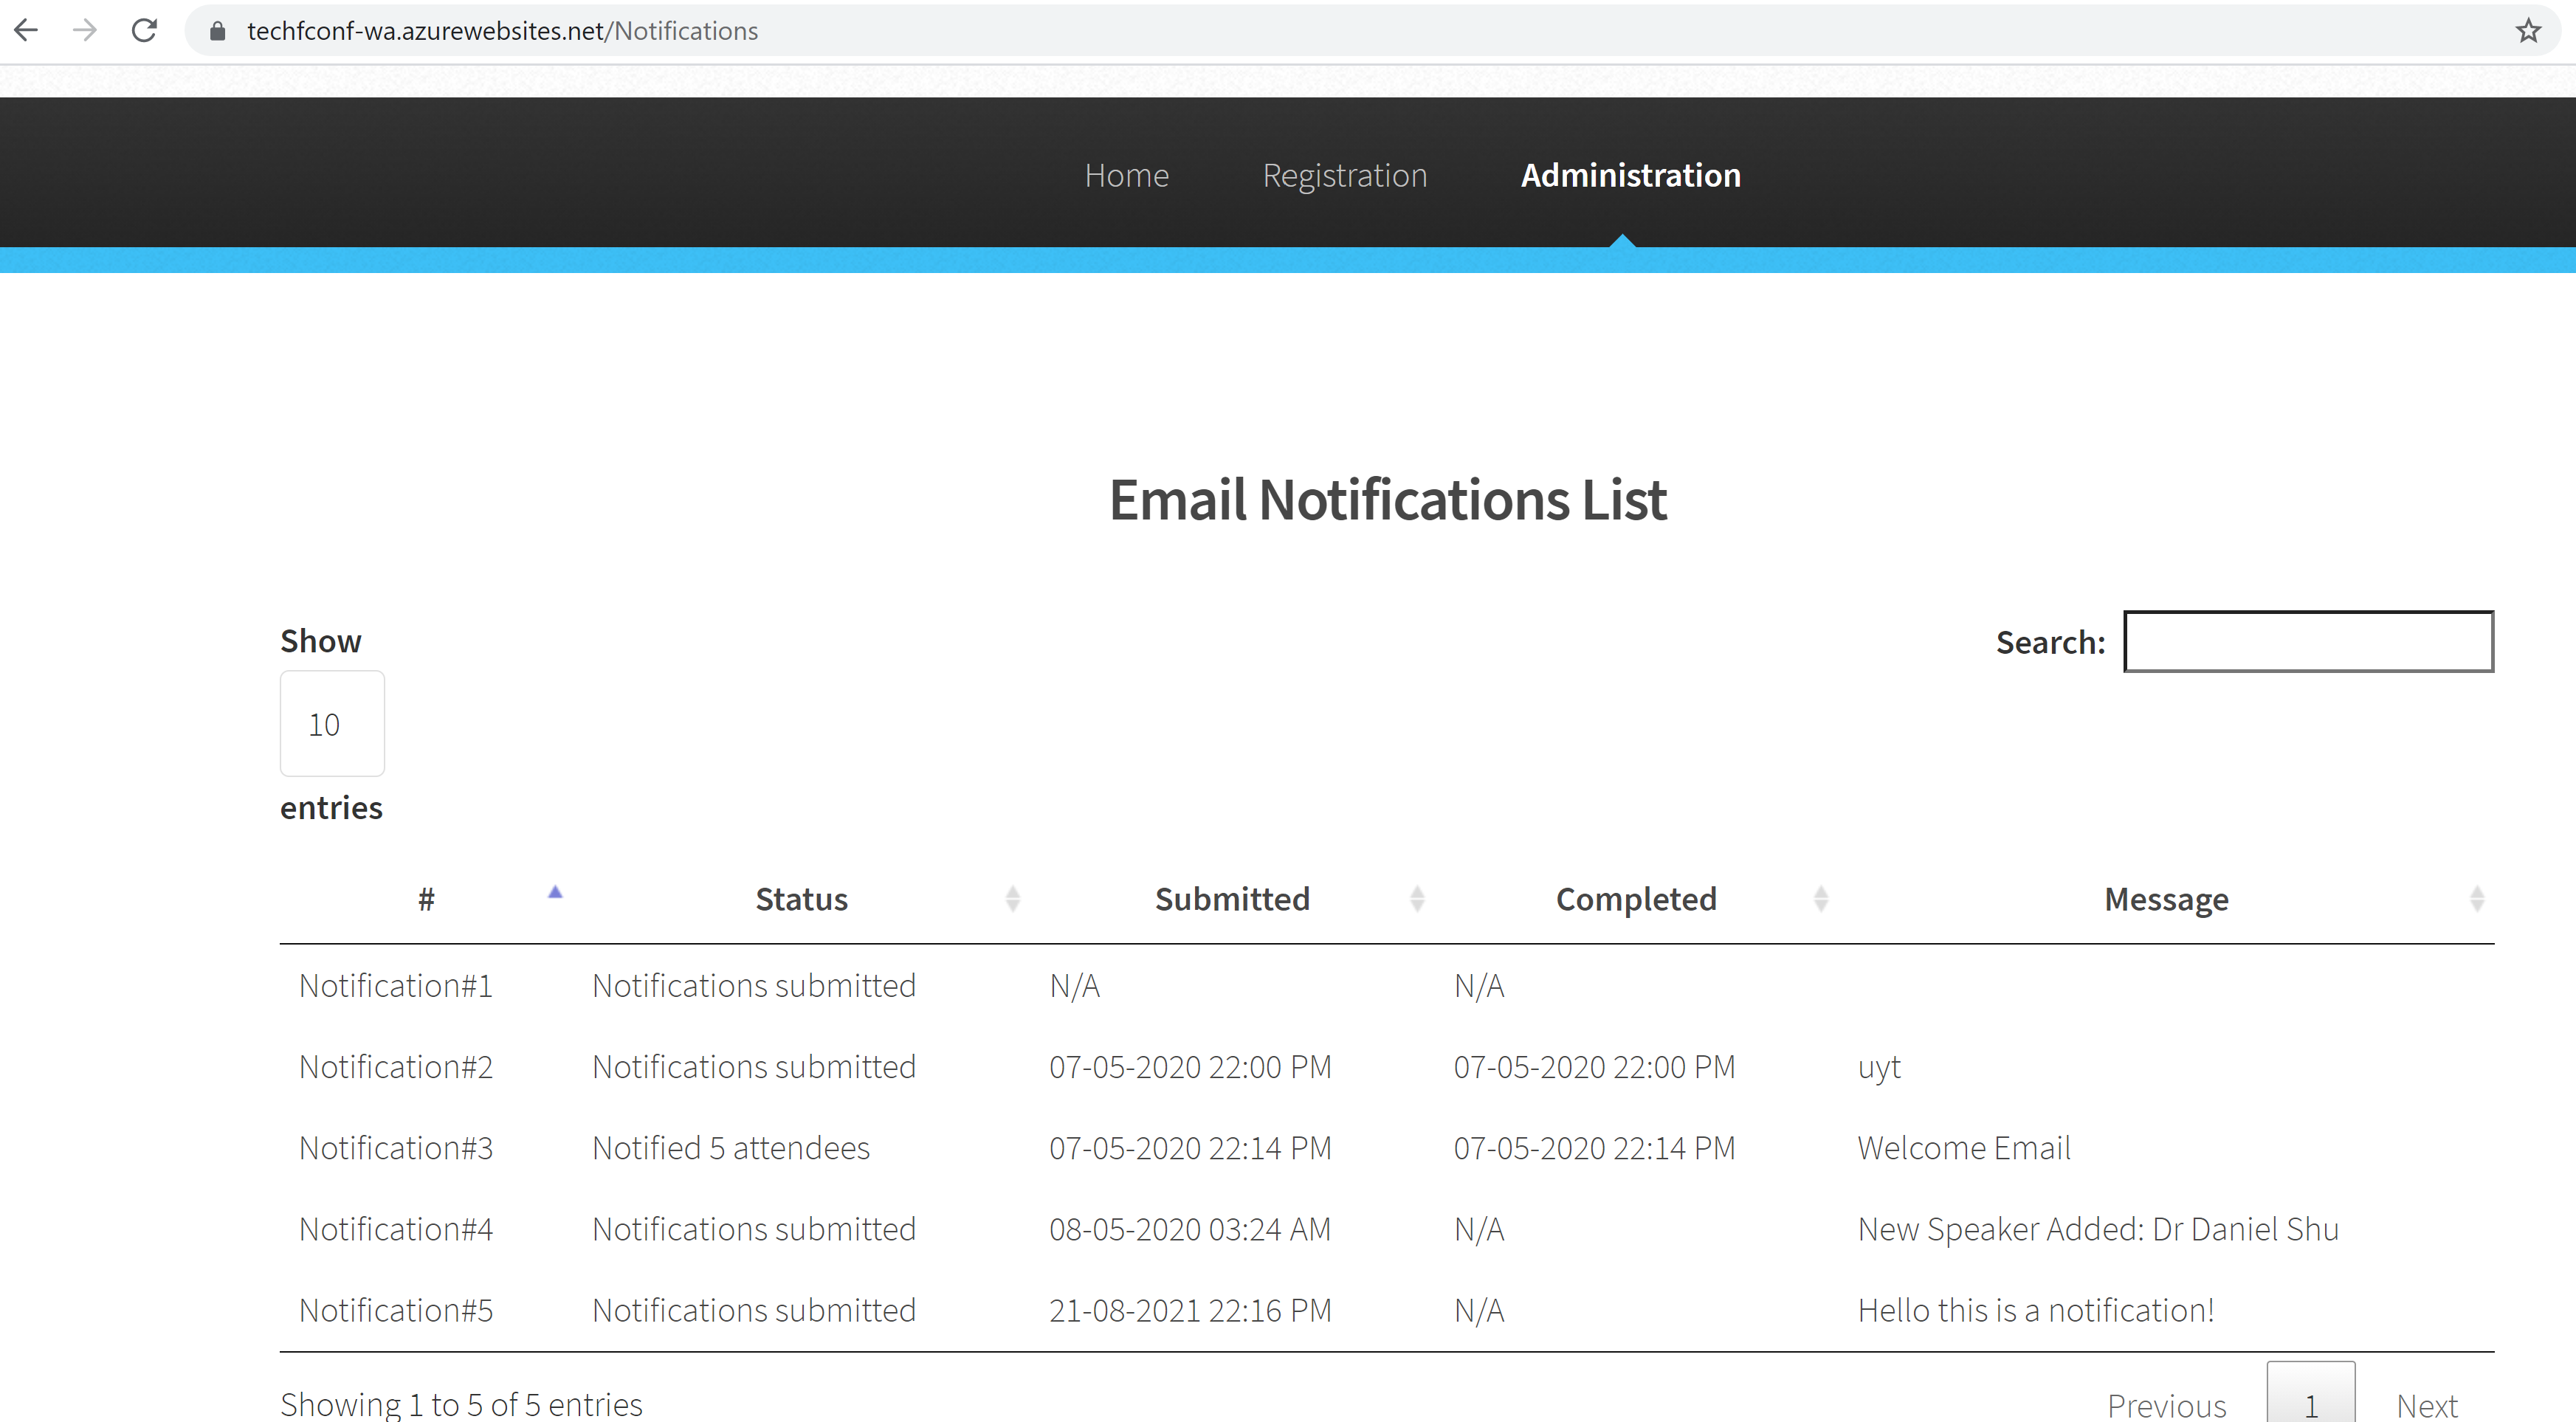 techfconf-wa.azurewebsites.net/Notifications
Home Registration Administration
Email Notifications List
Show
Search:
10
entries
# Status Submitted Completed Message
Notification#1 Notifications submitted N/A N/A
Notification#2 Notifications submitted 07-05-2020 22:00 PM 07-05-2020 22:00 PM uyt
Notification#3 Notified 5 attendees 07-05-2020 22:14 PM 07-05-2020 22:14 PM Welcome Email
Notification#4 Notifications submitted 08-05-2020 03:24 AM N/A New Speaker Added: Dr Daniel Shu
Notification#5 Notifications submitted 21-08-2021 22:16 PM N/A Hello this is a notification!
Showing 1 to 5 of 5 entries Previous 1 Next